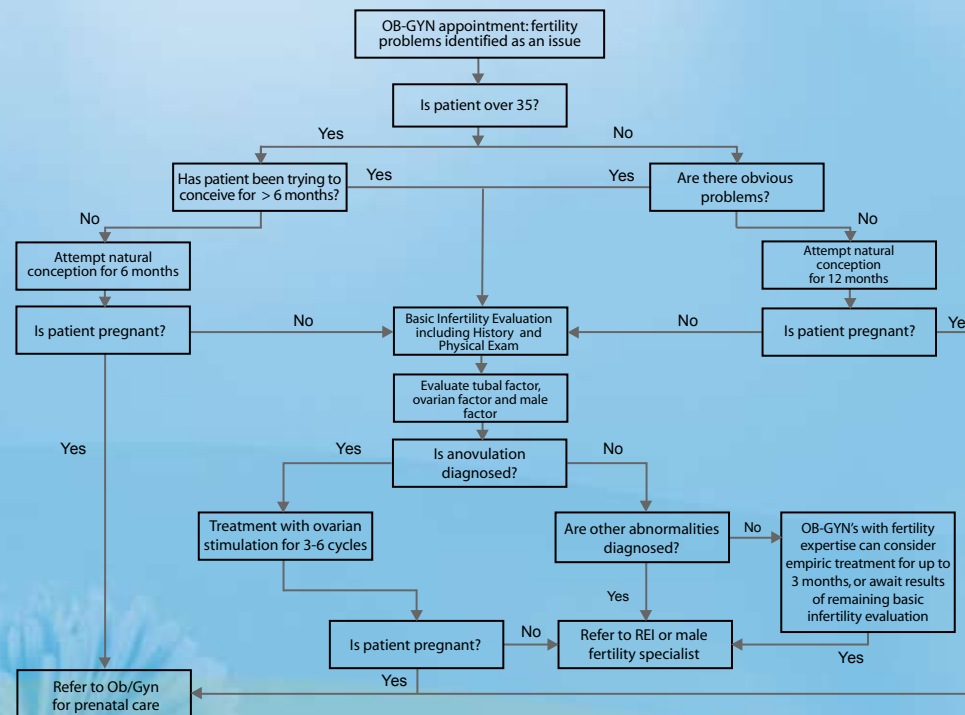 OB-GYN appointment: fertility
problems identified as an issue
Is patient over 35?
Yes
No
Has patient been trying to
conceive for > 6 months?
Yes
Yes
Are there obvious
problems?
No
No
Attempt natural
conception for 6 months
Attempt natural
conception
for 12 months
Is patient pregnant?
No
Basic Infertility Evaluation
including History and
Physical Exam
No
Is patient pregnant?
Ye
Evaluate tubal factor,
ovarian factor and male
factor
Yes
Yes
Is anovulation
diagnosed?
No
Treatment with ovarian
stimulation for 3-6 cycles
Are other abnormalities
diagnosed?
No
OB-GYN's with fertility
expertise can consider
empiric treatment for up to
3 months, or await results
of remaining basic
infertility evaluation
Yes
Is patient pregnant?
No
Refer to REI or male
fertility specialist
Yes
Yes
Refer to Ob/Gyn
for prenatal care